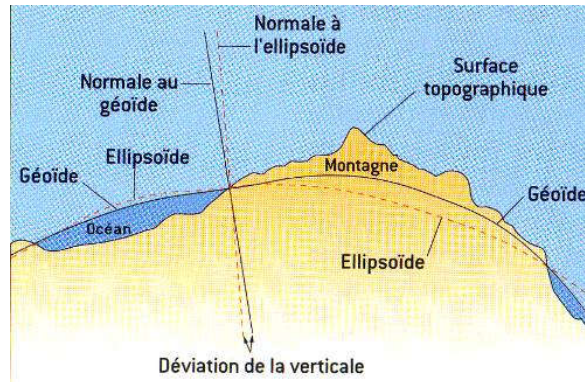 Normale à
l'ellipsoïde
Normale au
géoïde
Surface
topographique
Ellipsoïde
Géoïde
Montagne
Géoïde
Océan
Ellipsoïde
Déviation de la verticale